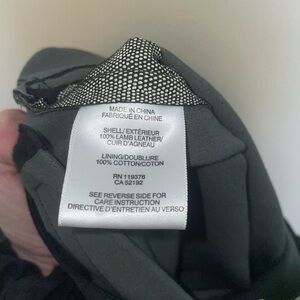 MADE IN CHINA
FABRIQUÉ EN CHINE
SHELL/EXTÉRIEUR
100% LAMB LEATHER/
CUIR D'AGNEAU
LINING/DOUBLURE
100% COTTON/COTON
RN 119376
CA 52192
SEE REVERSE SIDE FOR
CARE INSTRUCTION
DIRECTIVE D'ENTRETIEN AU VERSO